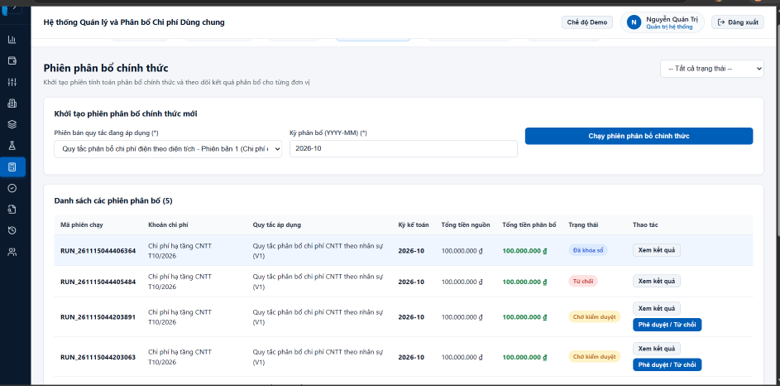 Hệ thống Quản lý và Phân bổ Chi phí Dùng chung
Chế độ Demo
N
Nguyễn Quản Trị
Quản trị hệ thống
Đăng xuất
Phiên phân bổ chính thức
Khởi tạo phiên tính toán phân bổ chính thức và theo dõi kết quả phân bổ cho từng đơn vị
-- Tất cả trạng thái --
Khởi tạo phiên phân bổ chính thức mới
Phiên bản quy tắc đang áp dụng (*)
Kỳ phân bổ (YYYY-MM) (*)
Quy tắc phân bổ chi phí điện theo diện tích - Phiên bản 1 (Chi phí
2026-10
Chạy phiên phân bổ chính thức
Danh sách các phiên phân bổ (5)
Mã phiên chạy Khoản chi phí Quy tắc áp dụng Kỳ kế toán Tổng tiền nguồn Tổng tiền phân bổ Trạng thái Thao tác
RUN_261115044406364 Chi phí hạ tầng CNTT T10/2026 Quy tắc phân bổ chi phí CNTT theo nhân sự (V1) 2026-10 100.000.000 ₫ 100.000.000 ₫ Đã khóa sổ Xem kết quả
RUN_261115044405484 Chi phí hạ tầng CNTT T10/2026 Quy tắc phân bổ chi phí CNTT theo nhân sự (V1) 2026-10 100.000.000 ₫ 100.000.000 ₫ Từ chối Xem kết quả
RUN_261115044203891 Chi phí hạ tầng CNTT T10/2026 Quy tắc phân bổ chi phí CNTT theo nhân sự (V1) 2026-10 100.000.000 ₫ 100.000.000 ₫ Chờ kiểm duyệt Xem kết quả
Phê duyệt / Từ chối
RUN_261115044203063 Chi phí hạ tầng CNTT T10/2026 Quy tắc phân bổ chi phí CNTT theo nhân sự (V1) 2026-10 100.000.000 ₫ 100.000.000 ₫ Chờ kiểm duyệt Xem kết quả
Phê duyệt / Từ chối